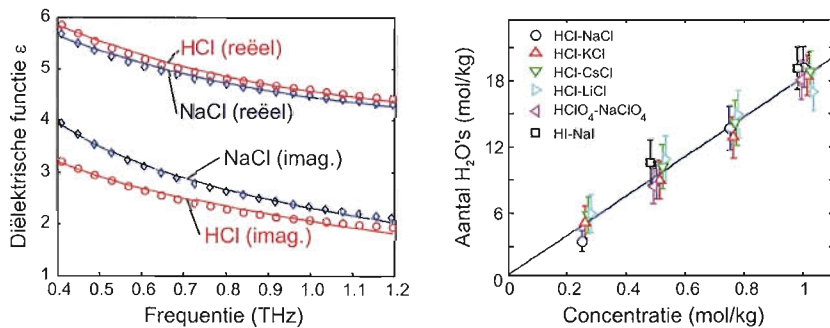 Diëlektrische functie ε
6
5
4
3
2
1
HCl (reëel)
NaCl (reëel)
NaCl (imag.)
HCl (imag.)
0.4 0.5 0.6 0.7 0.8 0.9 1.0 1.1 1.2
Frequentie (THz)
Aantal H₂O's (mol/kg)
18
12
6
0
HCl-NaCl
HCl-KCl
HCl-CsCl
HCl-LiCl
HClO₄-NaClO₄
HI-NaI
0 0.2 0.4 0.6 0.8 1
Concentratie (mol/kg)